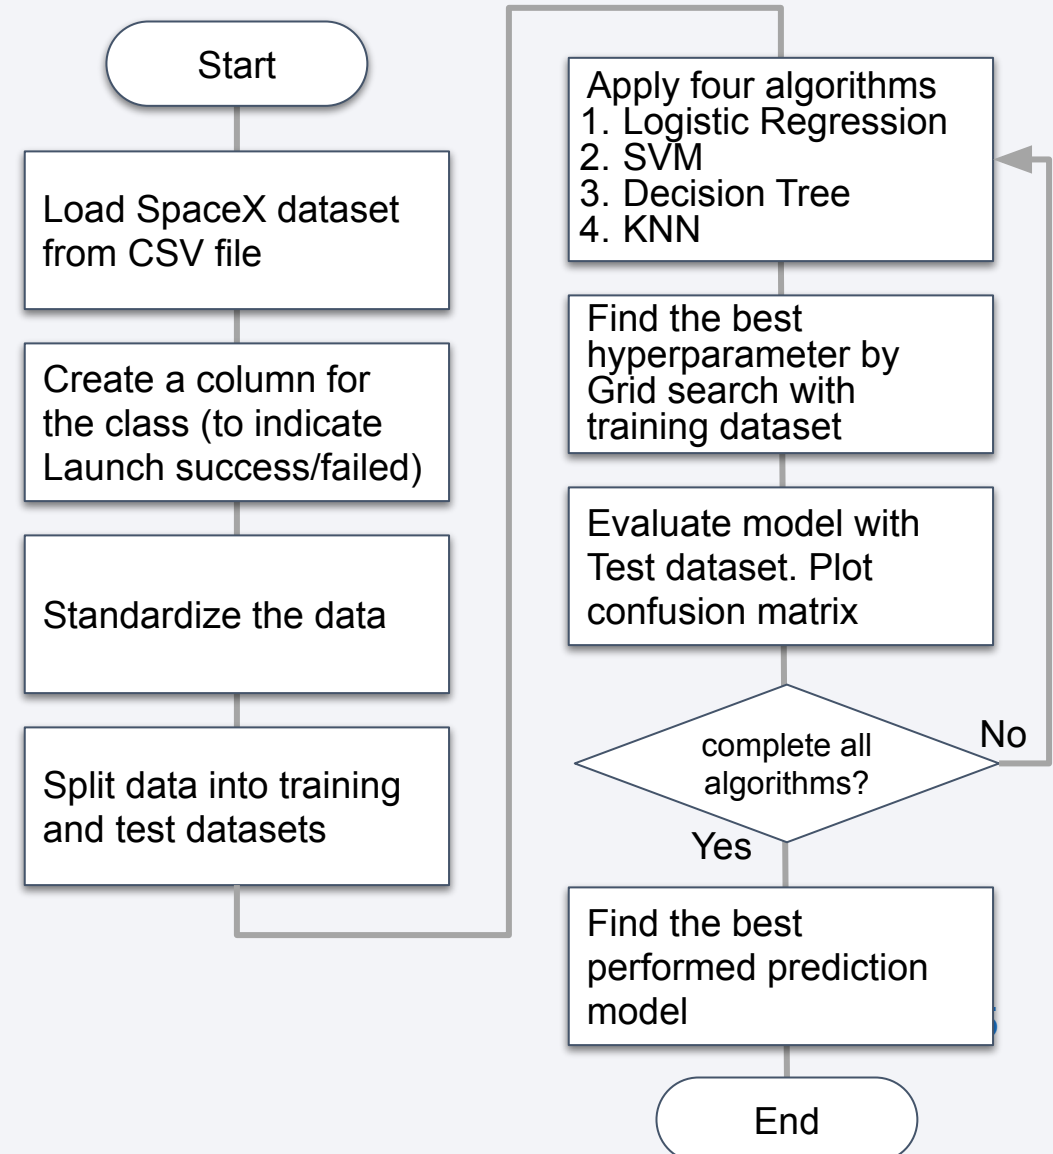 Start
Load SpaceX dataset
from CSV file
Create a column for
the class (to indicate
Launch success/failed)
Standardize the data
Split data into training
and test datasets
Apply four algorithms
1. Logistic Regression
2. SVM
3. Decision Tree
4. KNN
Find the best
hyperparameter by
Grid search with
training dataset
Evaluate model with
Test dataset. Plot
confusion matrix
complete all
algorithms?
No
Yes
Find the best
performed prediction
model
End